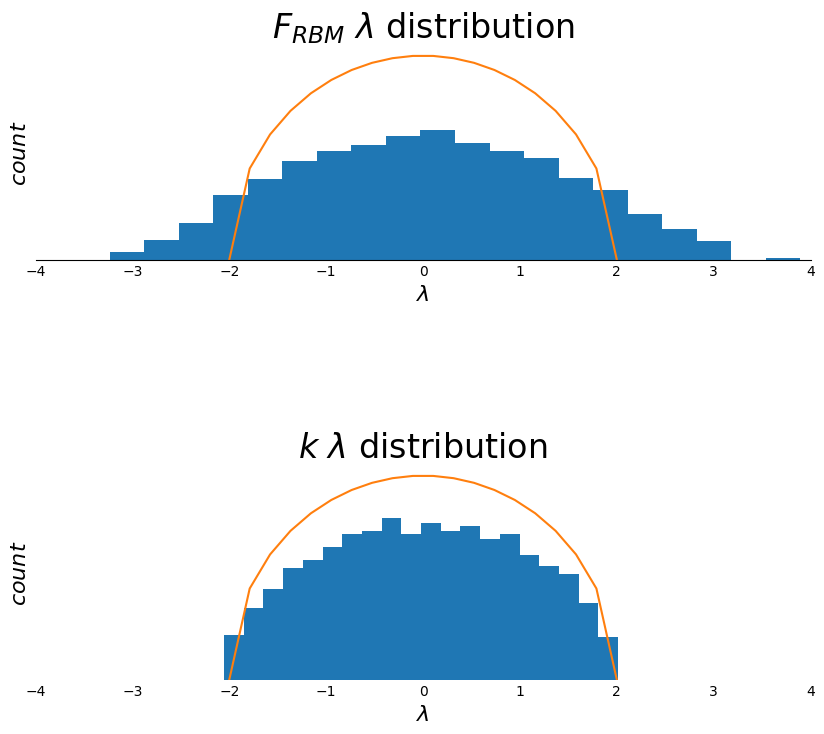 F_RBM λ distribution
count
−4 −3 −2 −1 0 1 2 3 4
λ
k λ distribution
count
−4 −3 −2 −1 0 1 2 3 4
λ